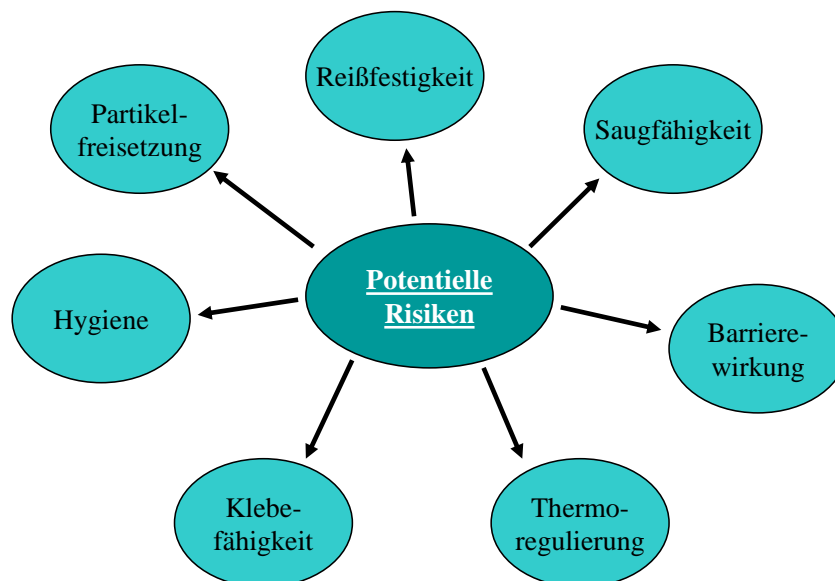 Reißfestigkeit
Partikel-
freisetzung
Saugfähigkeit
Potentielle
Risiken
Hygiene
Barriere-
wirkung
Klebe-
fähigkeit
Thermo-
regulierung